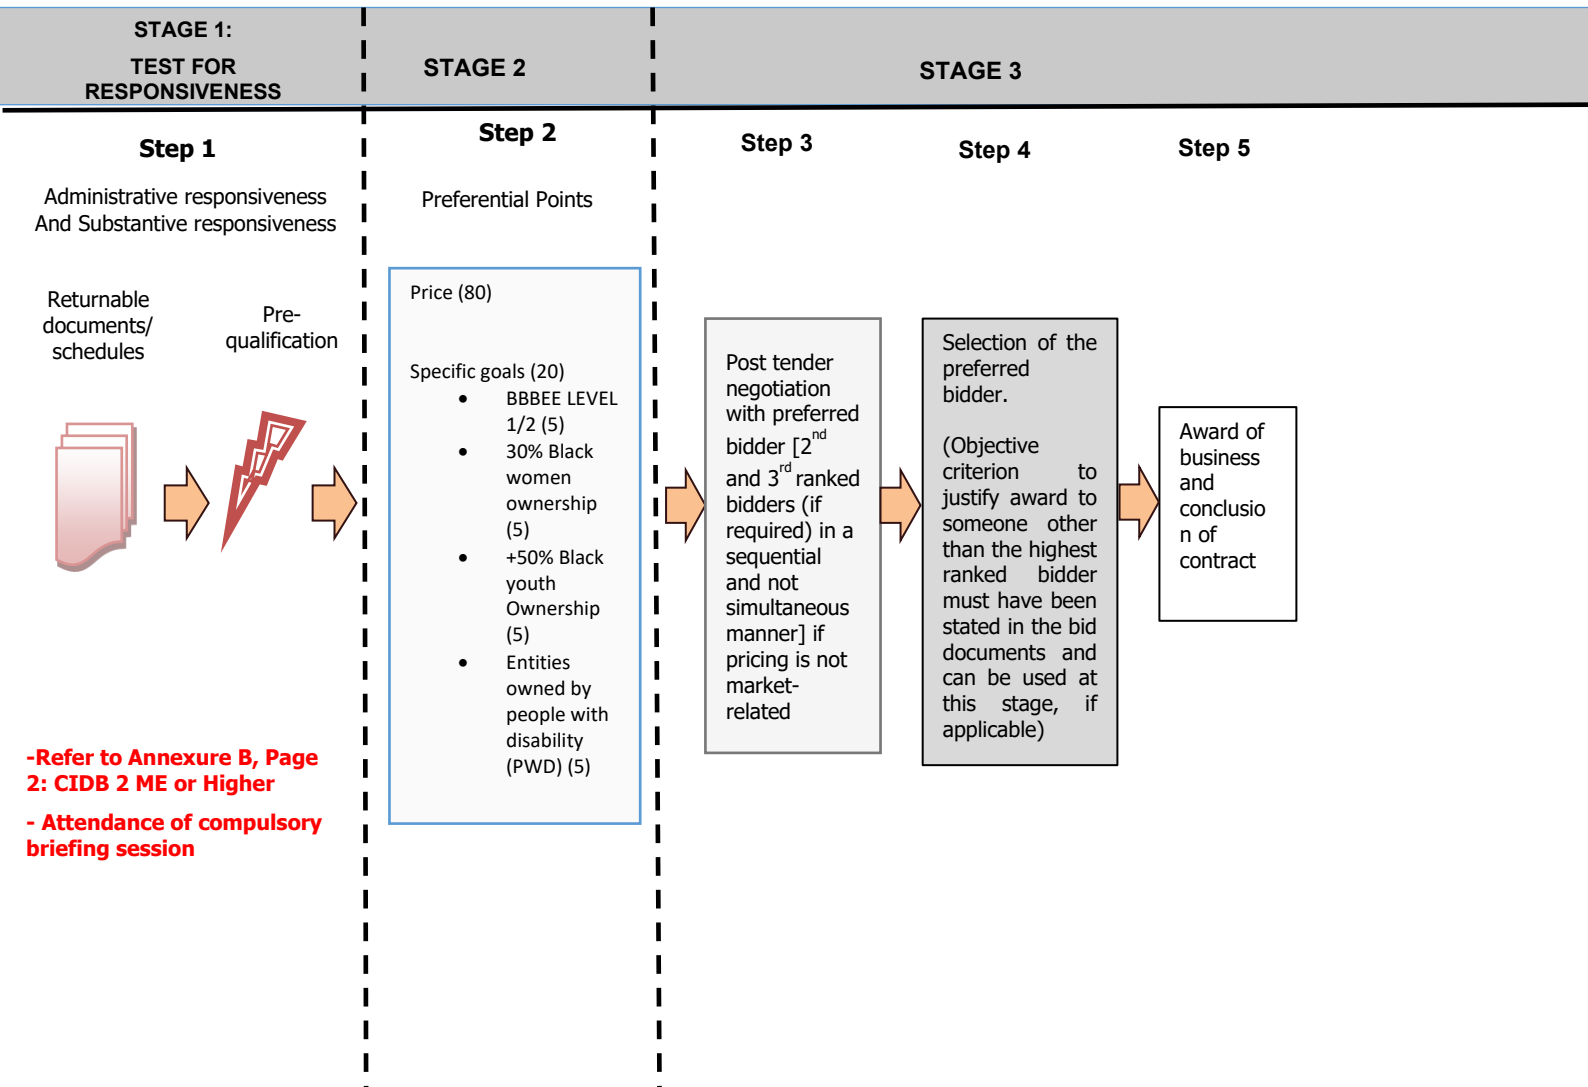 STAGE 1:
TEST FOR
RESPONSIVENESS
STAGE 2
STAGE 3
Step 1
Administrative responsiveness
And Substantive responsiveness
Returnable
documents/
schedules
Pre-
qualification
-Refer to Annexure B, Page
2: CIDB 2 ME or Higher
- Attendance of compulsory
briefing session
Step 2
Preferential Points
Price (80)
Specific goals (20)
• BBBEE LEVEL
1/2 (5)
• 30% Black
women
ownership
(5)
• +50% Black
youth
Ownership
(5)
• Entities
owned by
people with
disability
(PWD) (5)
Step 3
Post tender
negotiation
with preferred
bidder [2nd
and 3rd ranked
bidders (if
required) in a
sequential
and not
simultaneous
manner] if
pricing is not
market-
related
Step 4
Selection of the
preferred
bidder.
(Objective
criterion to
justify award to
someone other
than the highest
ranked bidder
must have been
stated in the bid
documents and
can be used at
this stage, if
applicable)
Step 5
Award of
business
and
conclusio
n of
contract